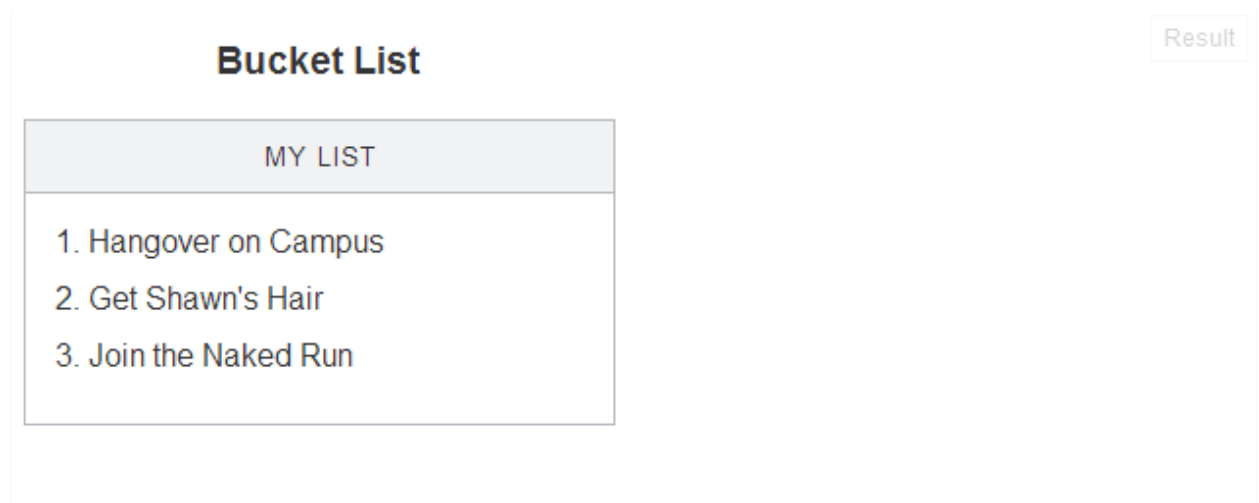 Bucket List
Result
MY LIST
1. Hangover on Campus
2. Get Shawn's Hair
3. Join the Naked Run